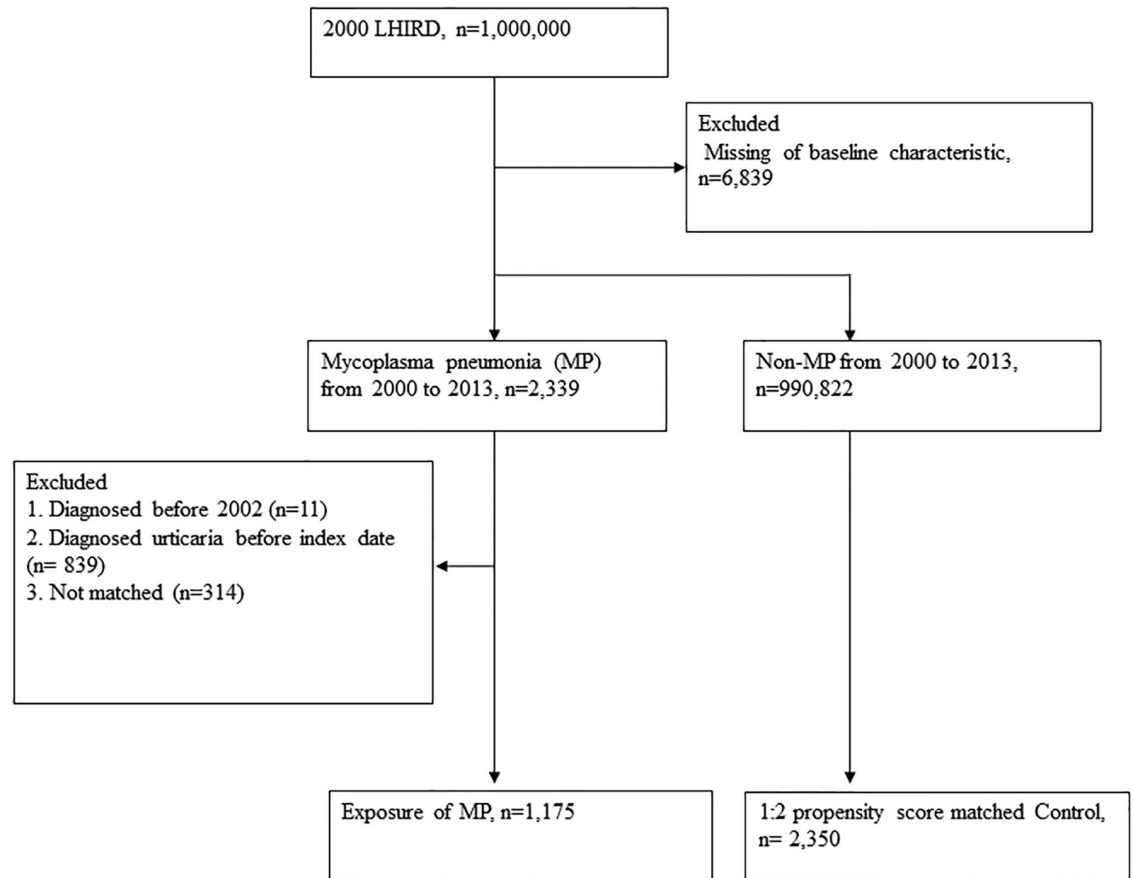 2000 LHIRD, n=1,000,000
Excluded
Missing of baseline characteristic,
n=6,839
Mycoplasma pneumonia (MP)
from 2000 to 2013, n=2,339
Non-MP from 2000 to 2013,
n=990,822
Excluded
1. Diagnosed before 2002 (n=11)
2. Diagnosed urticaria before index date
(n= 839)
3. Not matched (n=314)
Exposure of MP, n=1,175
1:2 propensity score matched Control,
n= 2,350